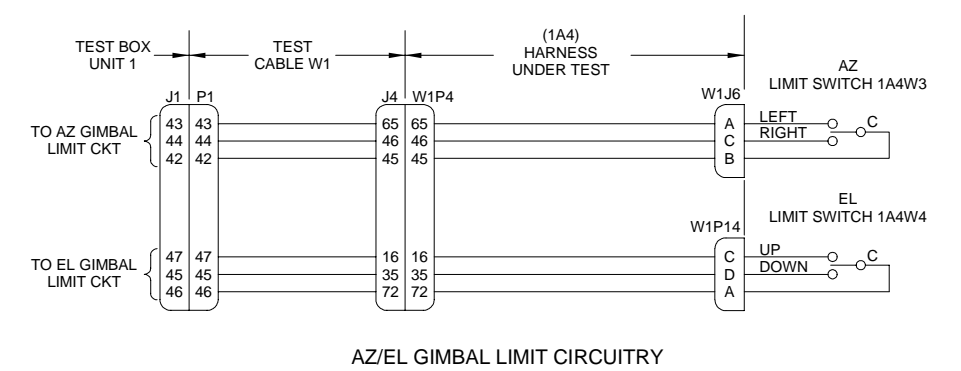 TEST BOX
UNIT 1
TEST
CABLE W1
(1A4)
HARNESS
UNDER TEST
AZ
LIMIT SWITCH 1A4W3
J1 P1
J4 W1P4
W1J6
TO AZ GIMBAL
LIMIT CKT
43 43 65 65 A LEFT
44 44 46 46 C RIGHT C
42 42 45 45 B
EL
LIMIT SWITCH 1A4W4
W1P14
TO EL GIMBAL
LIMIT CKT
47 47 16 16 C UP
45 45 35 35 D DOWN C
46 46 72 72 A
AZ/EL GIMBAL LIMIT CIRCUITRY